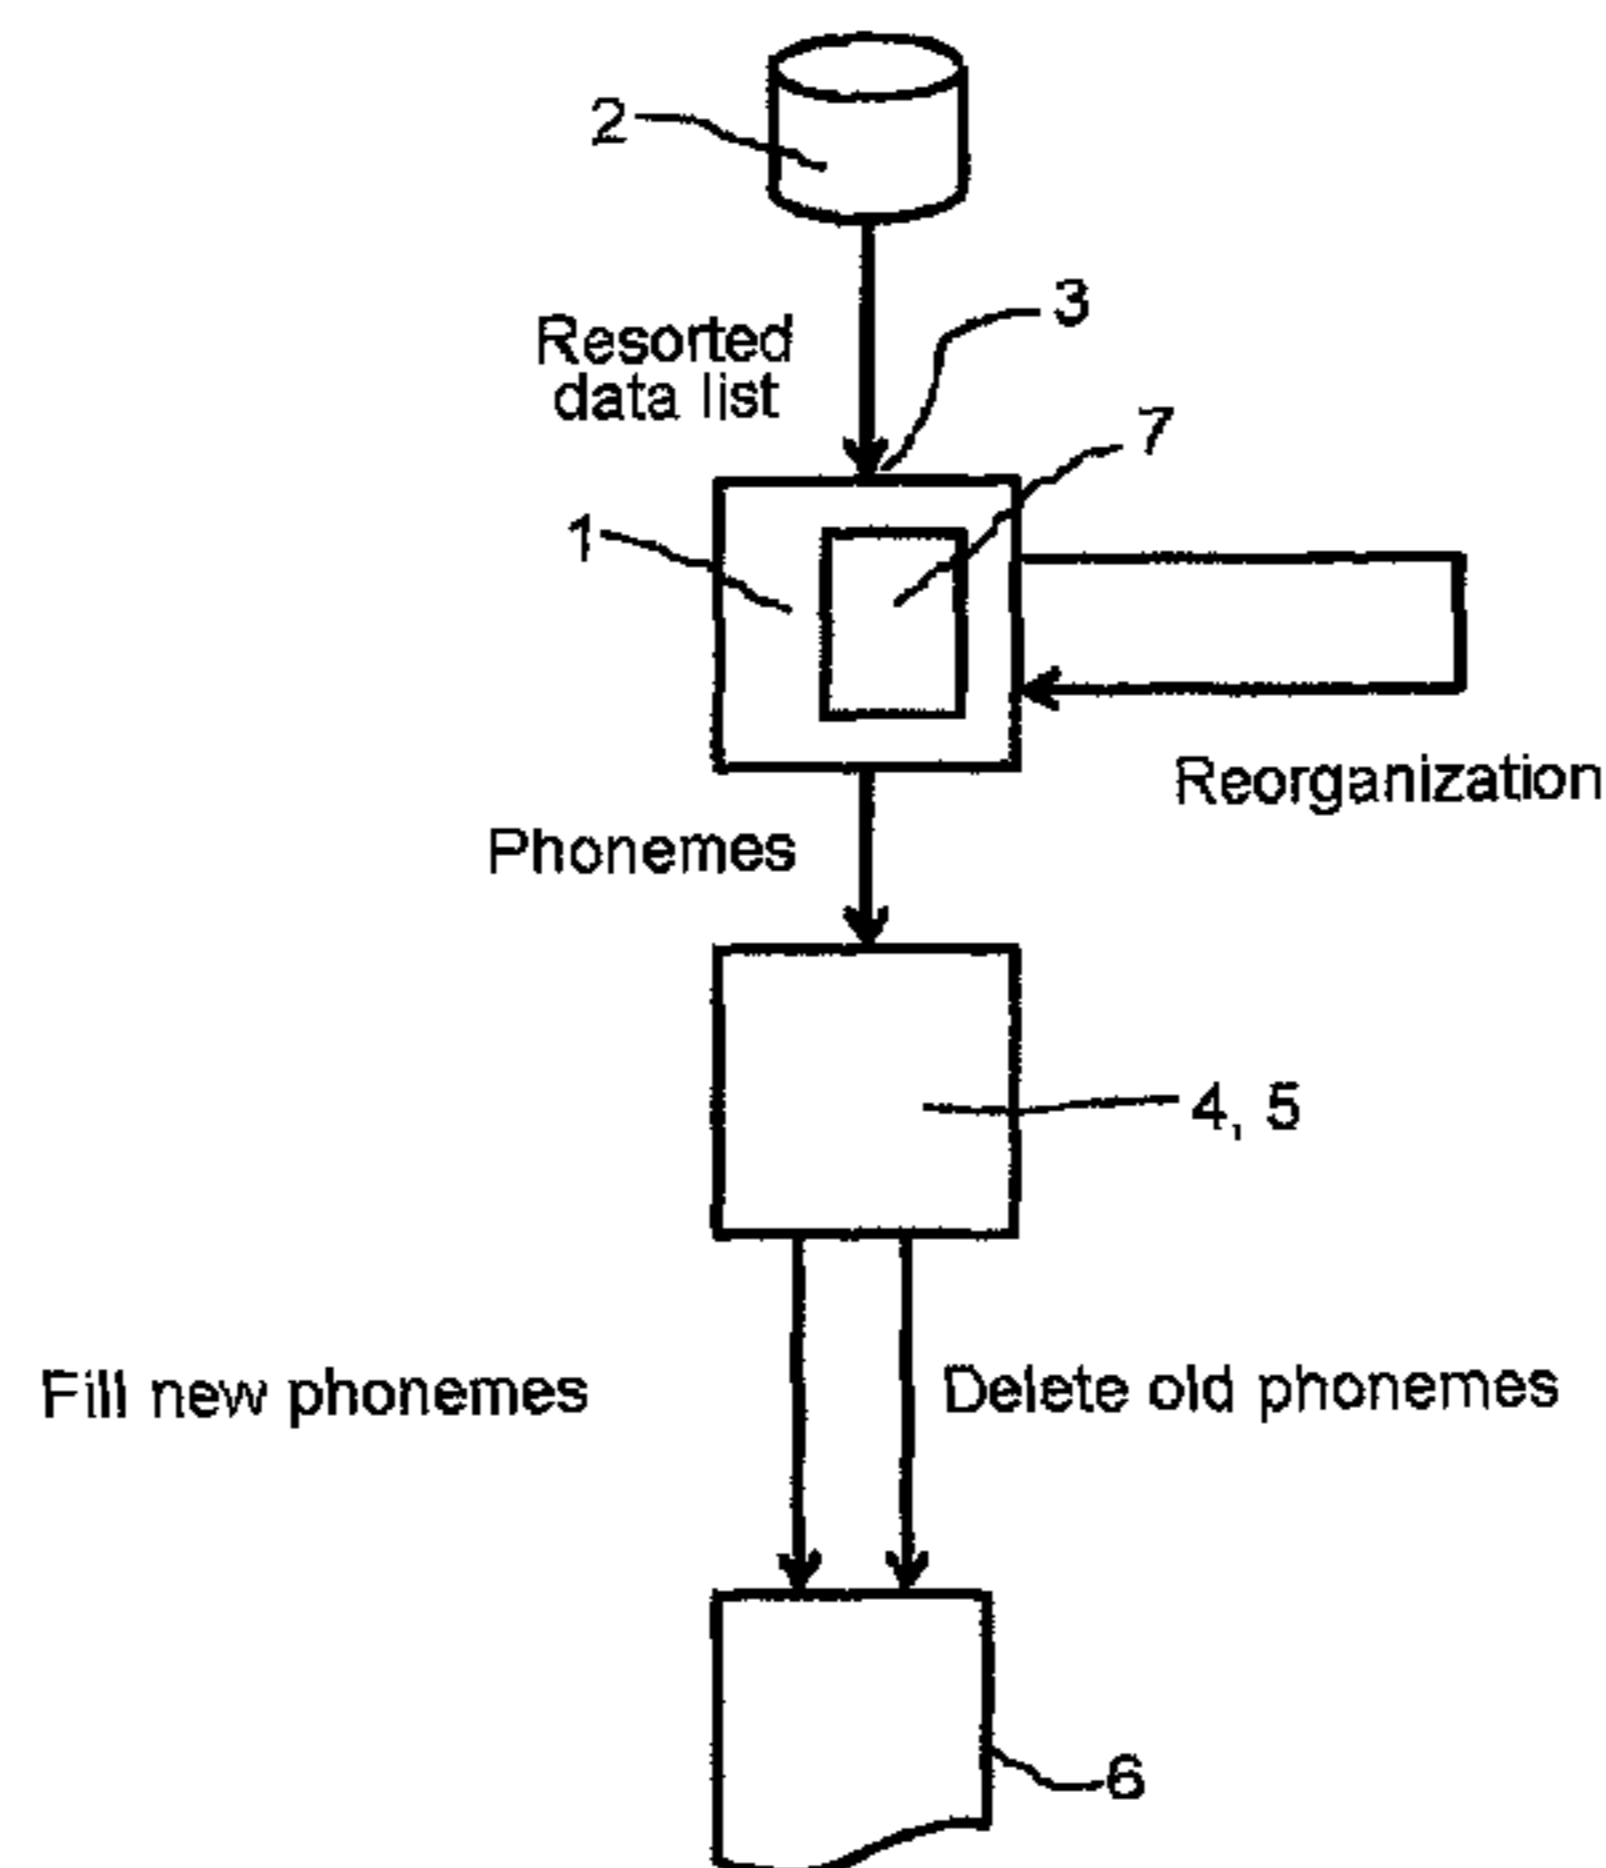 2
3
Resorted
data list
7
1
Reorganization
Phonemes
4, 5
Fill new phonemes
Delete old phonemes
6